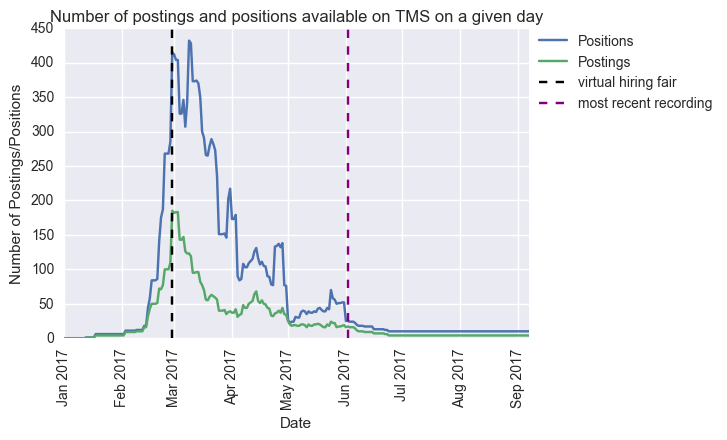 Number of postings and positions available on TMS on a given day
Number of Postings/Positions
450
400
350
300
250
200
150
100
50
0
Jan 2017
Feb 2017
Mar 2017
Apr 2017
May 2017
Jun 2017
Jul 2017
Aug 2017
Sep 2017
Date
Positions
Postings
virtual hiring fair
most recent recording